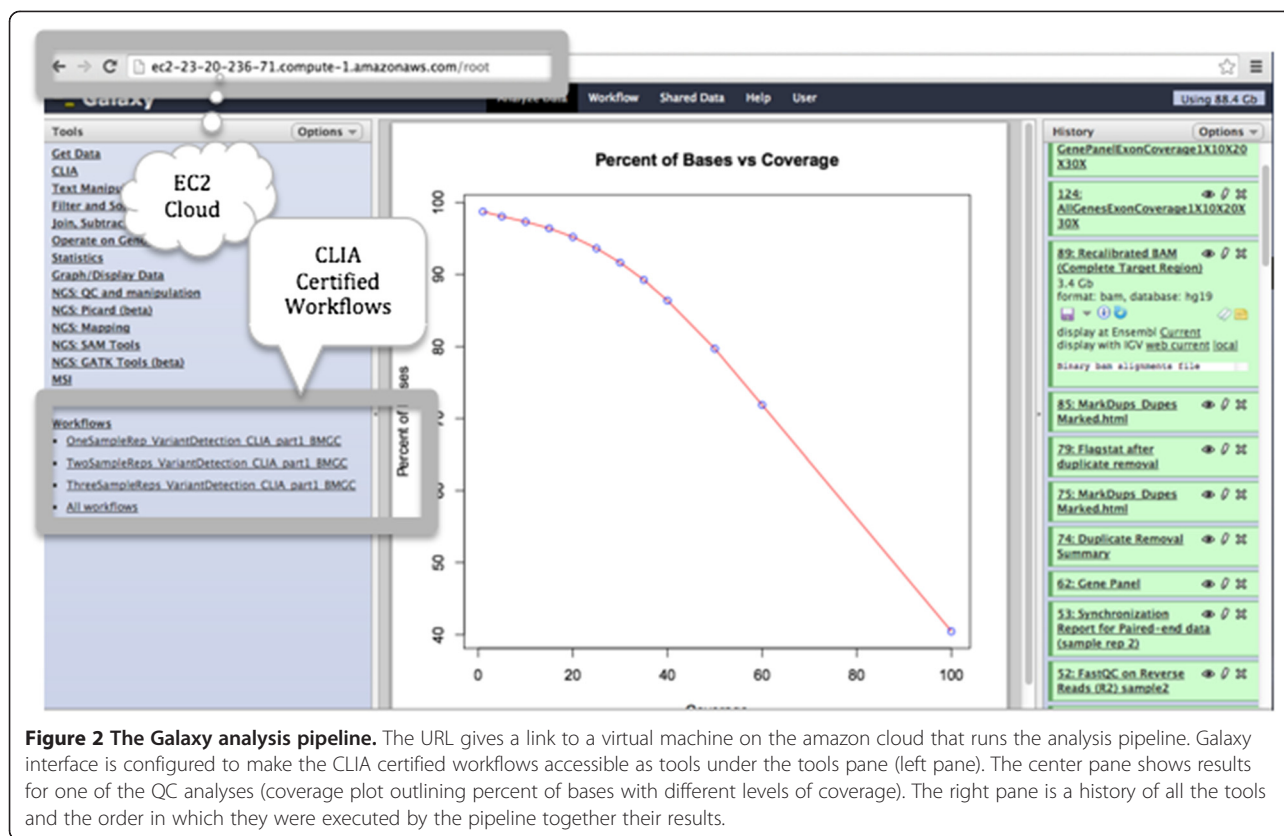 ec2-23-20-236-71.compute-1.amazonaws.com/root
Galaxy
Analyze Data Workflow Shared Data Help User
Using 88.4 Gb
Tools
Options
Get Data
CLIA
Text
Filter and
Join, Subtract
Operate on
Statistics
Graph/Display Data
NGS: QC and manipulation
NGS: Picard (beta)
NGS: Mapping
NGS: SAM Tools
NGS: GATK Tools (beta)
MSI
Workflows
OneSampleRep_VariantDetection_CLIA_part1_BMGC
TwoSampleReps_VariantDetection_CLIA_part1_BMGC
ThreeSampleReps_VariantDetection_CLIA_part1_BMGC
All workflows
EC2
Cloud
CLIA
Certified
Workflows
Percent of Bases vs Coverage
Percent of Bases
100
90
80
70
60
50
40
0 20 40 60 80 100
Coverage
History
Options
GenePanelExonCoverage1X10X20
X30X
124:
AllGenesExonCoverage1X10X20X
30X
89: Recalibrated BAM
(Complete Target Region)
3.4 Gb
format: bam, database: hg19
display at Ensembl Current
display with IGV web current local
Binary bam alignments file
85: MarkDups_Dupes
Marked.html
79: Flagstat after
duplicate removal
75: MarkDups_Dupes
Marked.html
74: Duplicate Removal
Summary
62: Gene Panel
53: Synchronization
Report for Paired-end data
(sample rep 2)
52: FastQC on Reverse
Reads (R2) sample2
Figure 2 The Galaxy analysis pipeline. The URL gives a link to a virtual machine on the amazon cloud that runs the analysis pipeline. Galaxy
interface is configured to make the CLIA certified workflows accessible as tools under the tools pane (left pane). The center pane shows results
for one of the QC analyses (coverage plot outlining percent of bases with different levels of coverage). The right pane is a history of all the tools
and the order in which they were executed by the pipeline together their results.